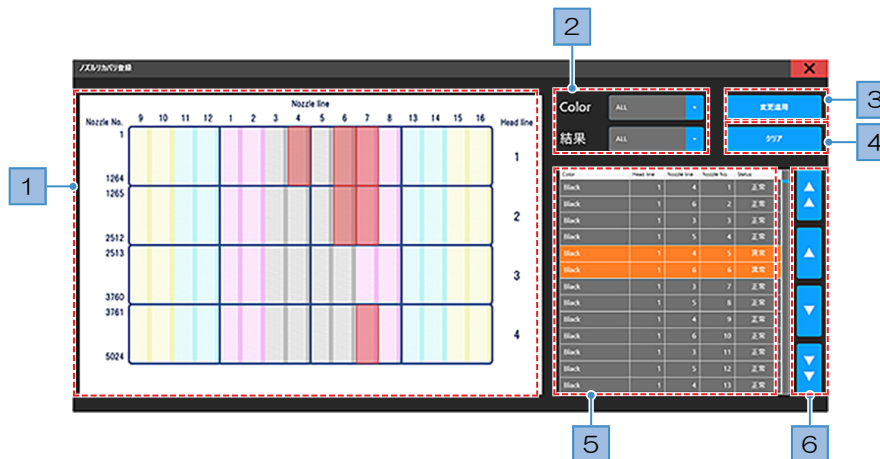 2
ノズルリカバリ登録
Nozzle line
Nozzle No. 9 10 11 12 1 2 3 4 5 6 7 8 13 14 15 16 Head line
1
1264
1
1265
2512
2
2513
3760
3
3761
5024
4
1
Color ALL
結果 ALL
変更適用
クリア
3
4
Color Head line Nozzle line Nozzle No. Status
Black 1 4 1 正常
Black 1 6 2 正常
Black 1 3 3 正常
Black 1 5 4 正常
Black 1 4 5 異常
Black 1 6 6 異常
Black 1 3 7 正常
Black 1 5 8 正常
Black 1 4 9 正常
Black 1 6 10 正常
Black 1 3 11 正常
Black 1 5 12 正常
Black 1 4 13 正常
5
6